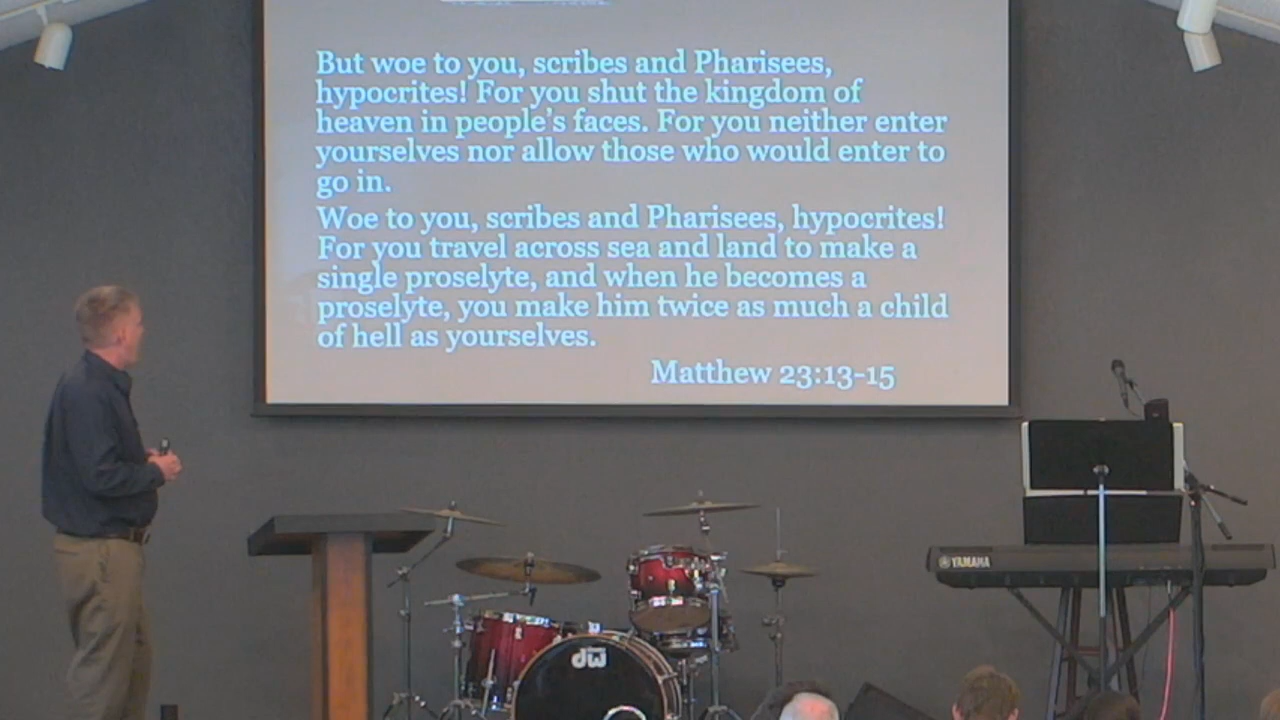 But woe to you, scribes and Pharisees,
hypocrites! For you shut the kingdom of
heaven in people's faces. For you neither enter
yourselves nor allow those who would enter to
go in.
Woe to you, scribes and Pharisees, hypocrites!
For you travel across sea and land to make a
single proselyte, and when he becomes a
proselyte, you make him twice as much a child
of hell as yourselves.
Matthew 23:13-15
YAMAHA
dw